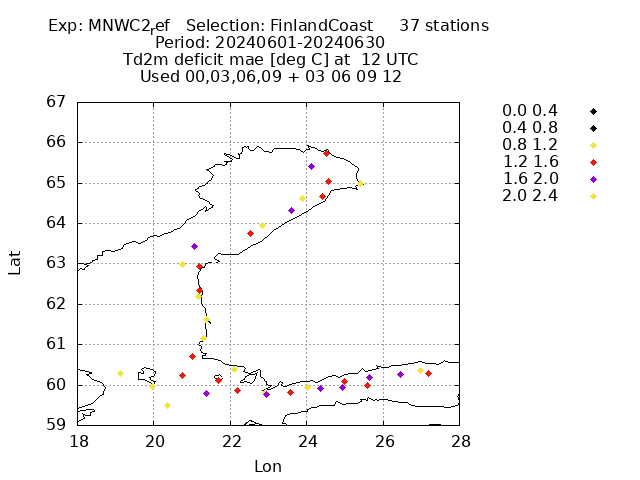 Exp: MNWC2ref   Selection: FinlandCoast     37 stations
Period: 20240601-20240630
Td2m deficit mae [deg C] at  12 UTC
Used 00,03,06,09 + 03 06 09 12
67
66
65
64
63
62
61
60
59
18 20 22 24 26 28
Lat
Lon
0.0 0.4
0.4 0.8
0.8 1.2
1.2 1.6
1.6 2.0
2.0 2.4